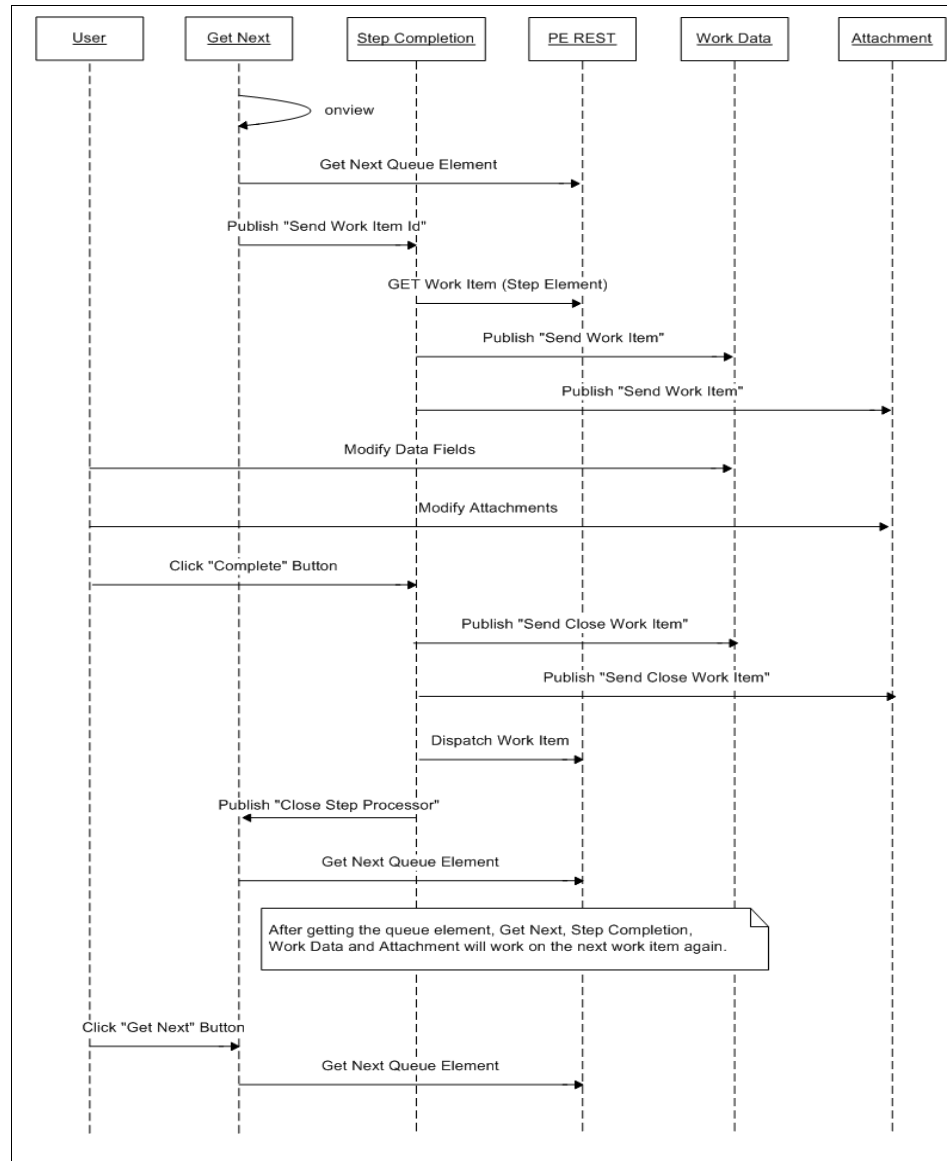 User
Get Next
Step Completion
PE REST
Work Data
Attachment
onview
Get Next Queue Element
Publish "Send Work Item Id"
GET Work Item (Step Element)
Publish "Send Work Item"
Publish "Send Work Item"
Modify Data Fields
Modify Attachments
Click "Complete" Button
Publish "Send Close Work Item"
Publish "Send Close Work Item"
Dispatch Work Item
Publish "Close Step Processor"
Get Next Queue Element
After getting the queue element, Get Next, Step Completion,
Work Data and Attachment will work on the next work item again.
Click "Get Next" Button
Get Next Queue Element